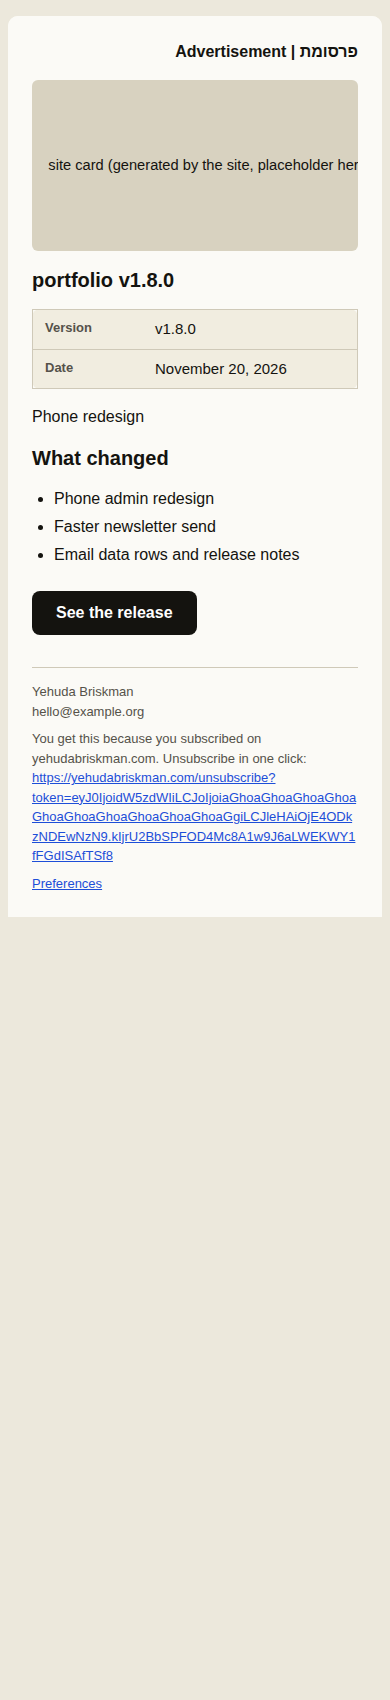 פרסומת | Advertisement
site card (generated by the site, placeholder her
portfolio v1.8.0
Version v1.8.0
Date November 20, 2026
Phone redesign
What changed
Phone admin redesign
Faster newsletter send
Email data rows and release notes
See the release
Yehuda Briskman
hello@example.org
You get this because you subscribed on
yehudabriskman.com. Unsubscribe in one click:
https://yehudabriskman.com/unsubscribe?
token=eyJ0IjoidW5zdWIiLCJoIjoiaGhoaGhoaGhoaGhoa
GhoaGhoaGhoaGhoaGhoaGhoaGgiLCJleHAiOjE4ODk
zNDEwNzN9.kIjrU2BbSPFOD4Mc8A1w9J6aLWEKWY1
fFGdISAfTSf8
Preferences